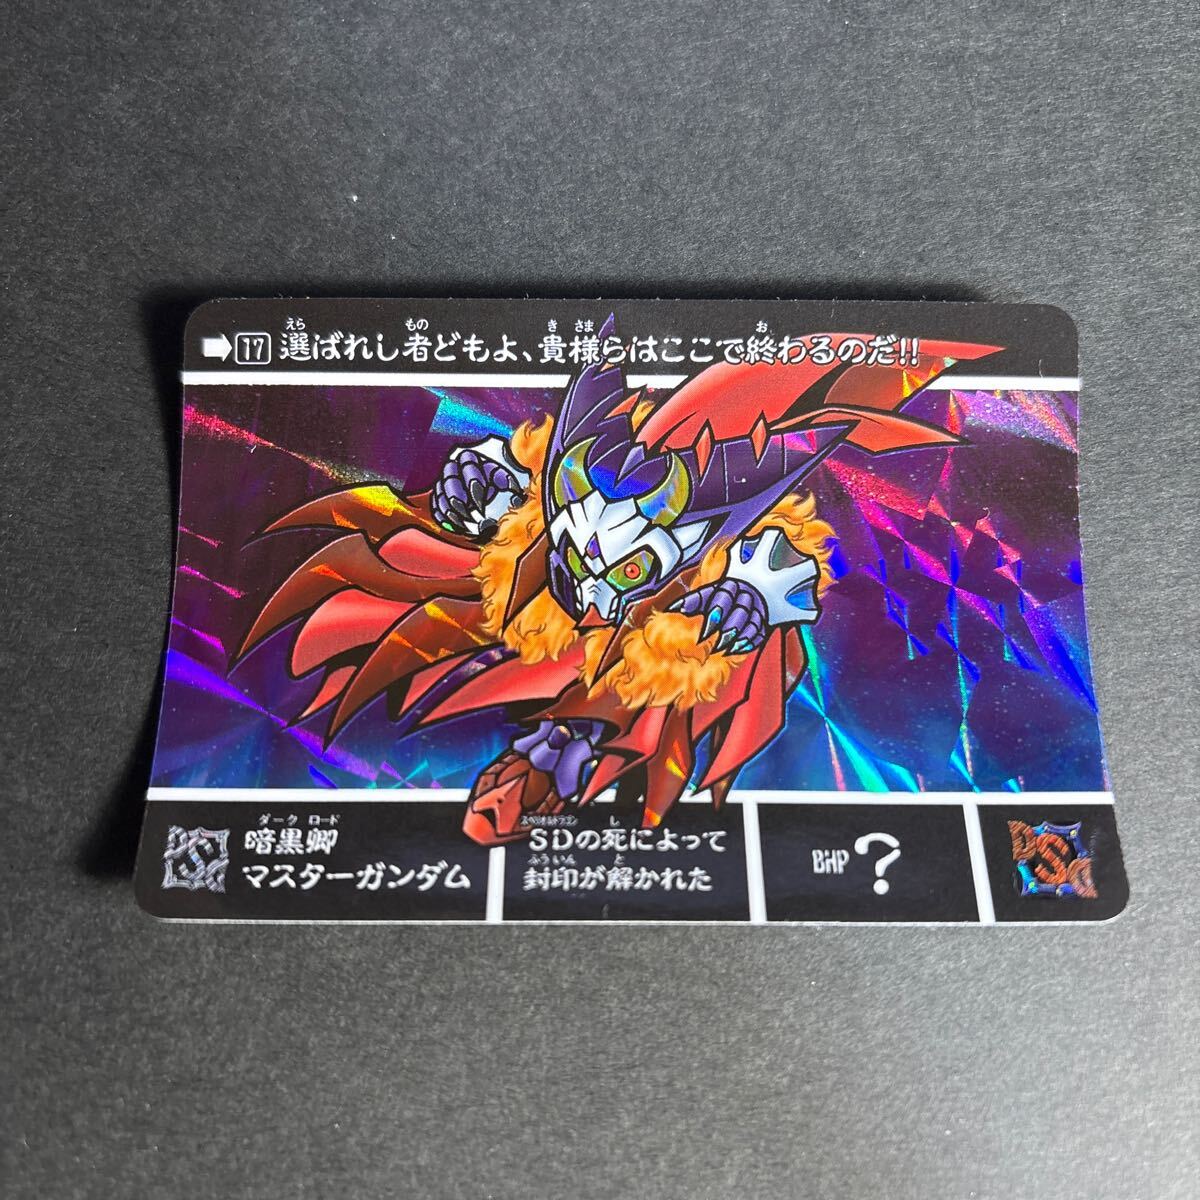 えら もの き さま お
➡17 選ばれし者どもよ、貴様らはここで終わるのだ!!
ダーク ロード
暗黒卿
マスターガンダム
スペリオルドラゴン し
SDの死によって
ふういん と
封印が解かれた
BHP ?